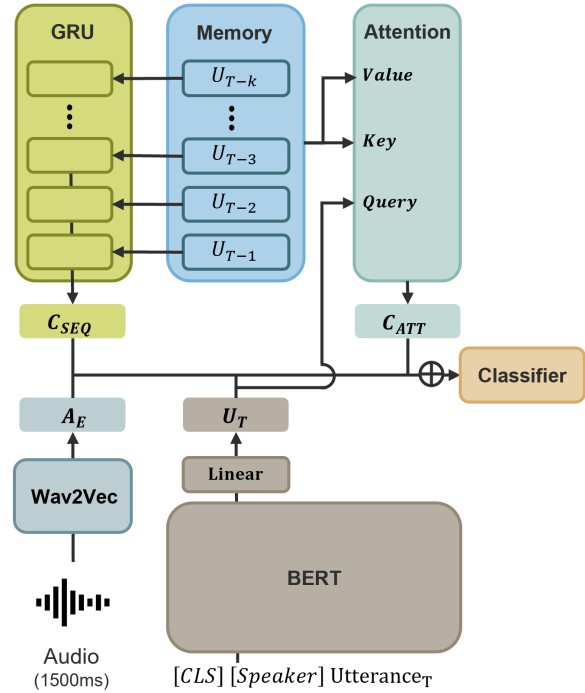 GRU
Memory
Attention
U_{T-k}
U_{T-3}
U_{T-2}
U_{T-1}
Value
Key
Query
C_{SEQ}
C_{ATT}
Classifier
A_E
U_T
Wav2Vec
Linear
BERT
Audio
(1500ms)
[CLS] [Speaker] Utterance_T